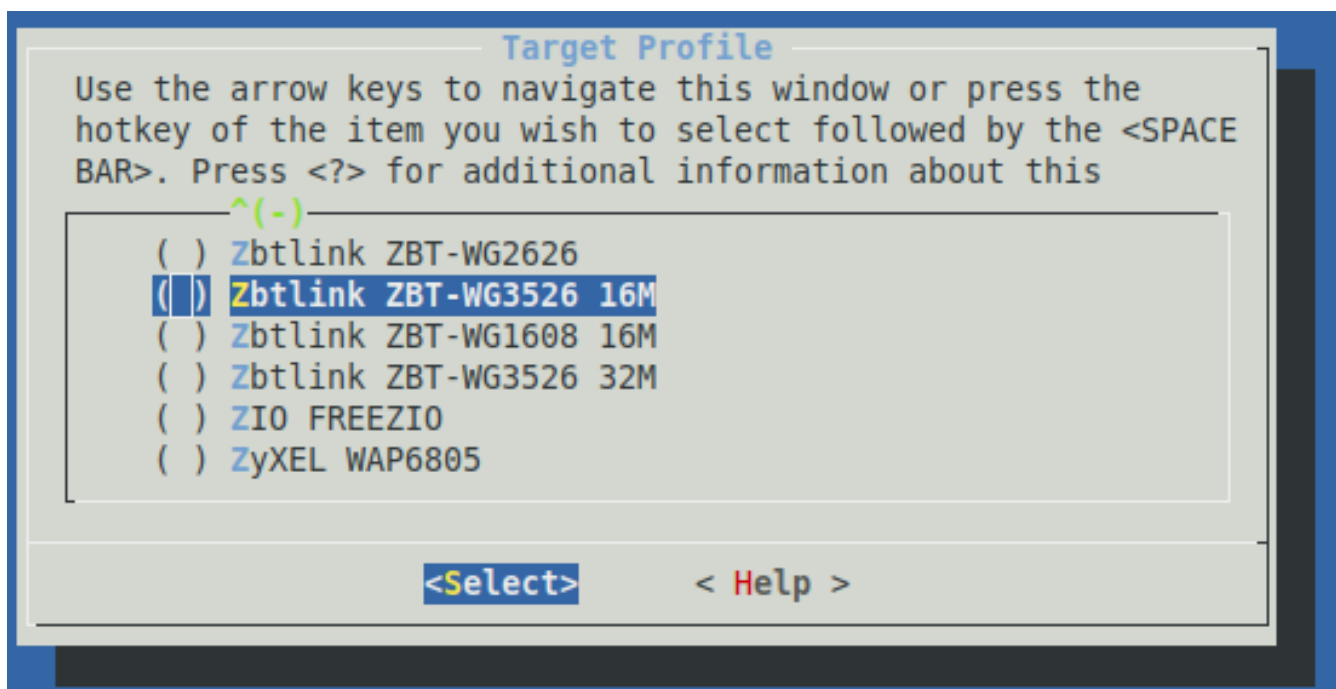 Target Profile
Use the arrow keys to navigate this window or press the
hotkey of the item you wish to select followed by the <SPACE
BAR>. Press <?> for additional information about this
^(-)
( ) Zbtlink ZBT-WG2626
( ) Zbtlink ZBT-WG3526 16M
( ) Zbtlink ZBT-WG1608 16M
( ) Zbtlink ZBT-WG3526 32M
( ) ZIO FREEZIO
( ) ZyXEL WAP6805
<Select> < Help >